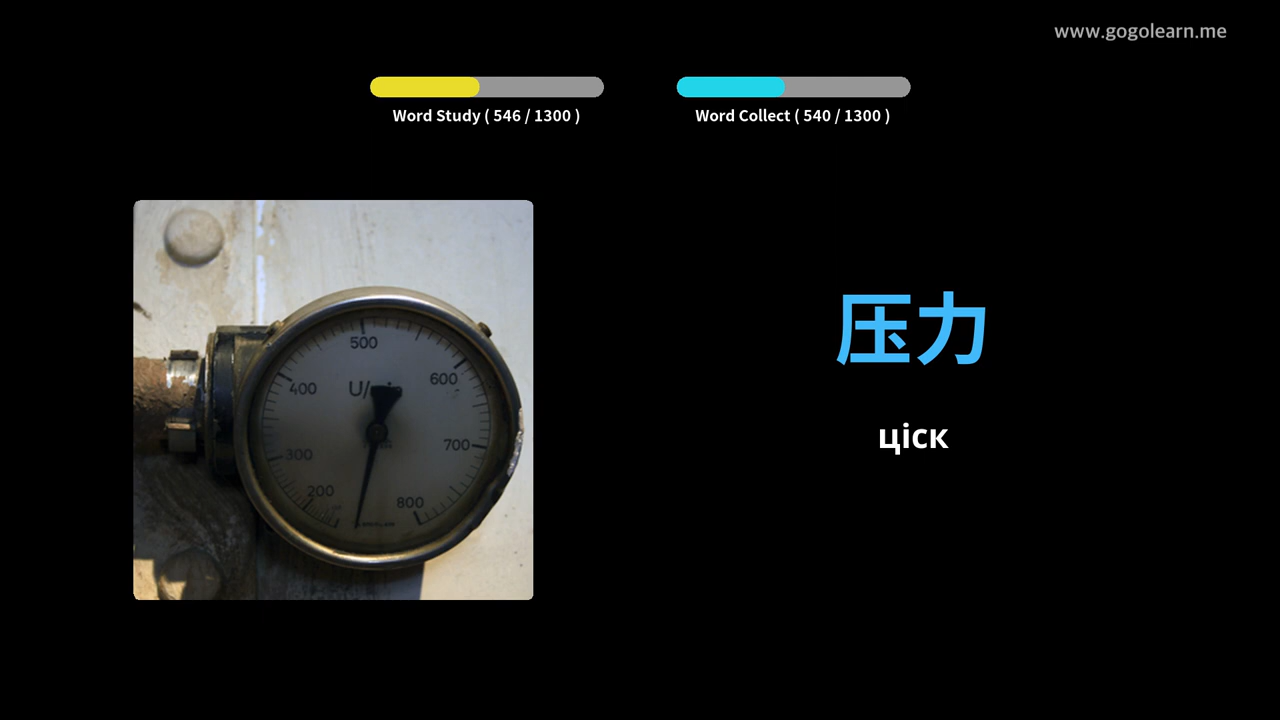 www.gogolearn.me
Word Study ( 546 / 1300 )
Word Collect ( 540 / 1300 )
压力
ціск
500
400
600
U/min
300
700
200
800